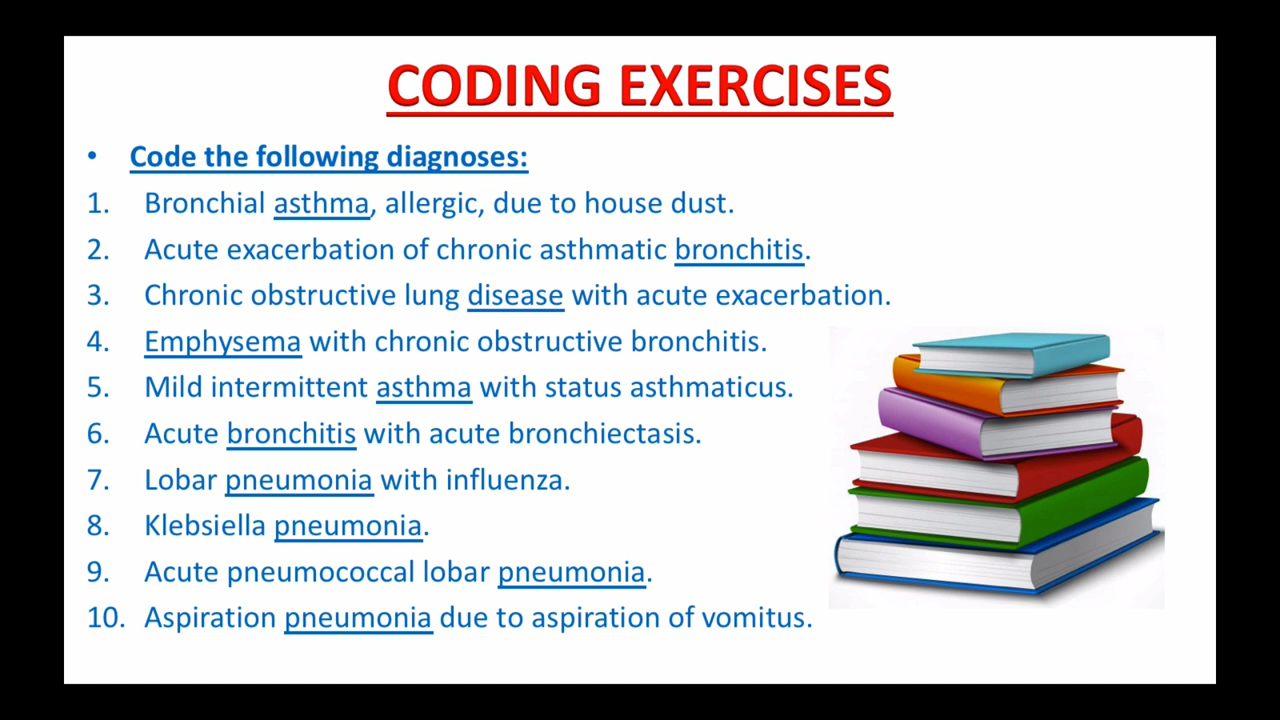 CODING EXERCISES
• Code the following diagnoses:
1. Bronchial asthma, allergic, due to house dust.
2. Acute exacerbation of chronic asthmatic bronchitis.
3. Chronic obstructive lung disease with acute exacerbation.
4. Emphysema with chronic obstructive bronchitis.
5. Mild intermittent asthma with status asthmaticus.
6. Acute bronchitis with acute bronchiectasis.
7. Lobar pneumonia with influenza.
8. Klebsiella pneumonia.
9. Acute pneumococcal lobar pneumonia.
10. Aspiration pneumonia due to aspiration of vomitus.